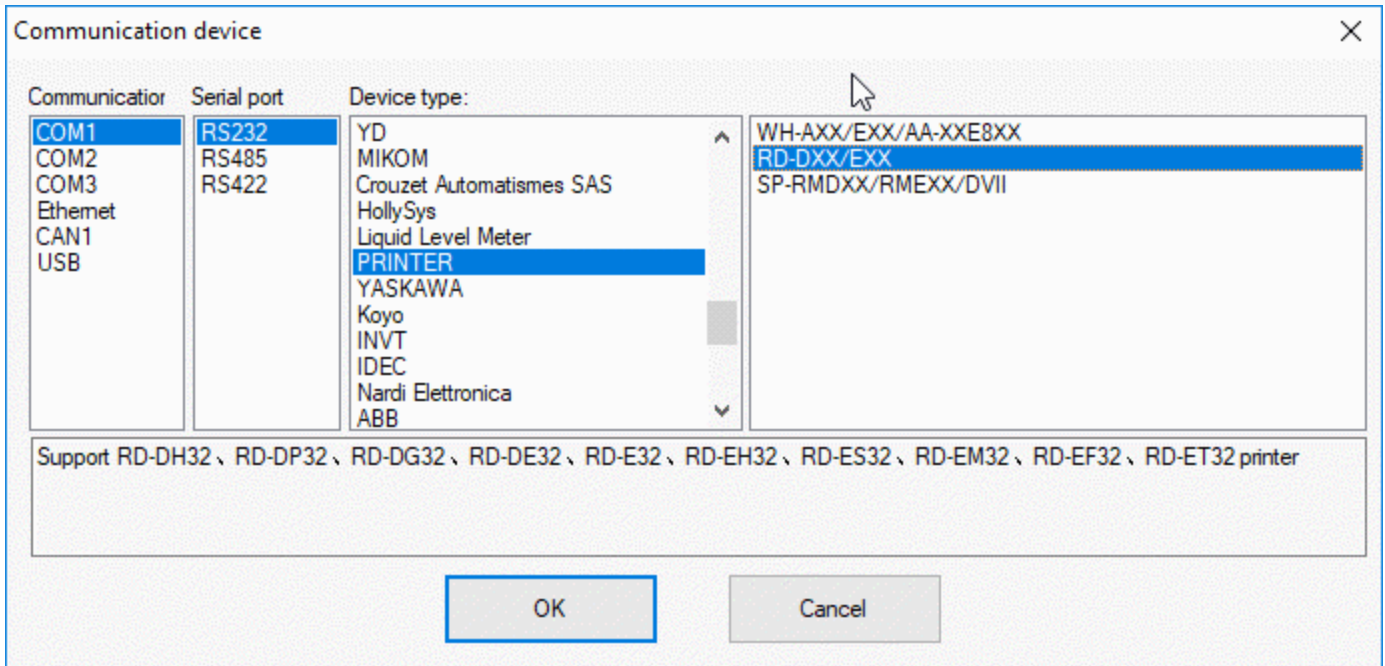 Communication device
Communication
Serial port
Device type:
COM1
COM2
COM3
Ethernet
CAN1
USB
RS232
RS485
RS422
YD
MIKOM
Crouzet Automatismes SAS
HollySys
Liquid Level Meter
PRINTER
YASKAWA
Koyo
INVT
IDEC
Nardi Elettronica
ABB
WH-AXX/EXX/AA-XXE8XX
RD-DXX/EXX
SP-RMDXX/RMEXX/DVII
Support RD-DH32、RD-DP32、RD-DG32、RD-DE32、RD-E32、RD-EH32、RD-ES32、RD-EM32、RD-EF32、RD-ET32 printer
OK
Cancel